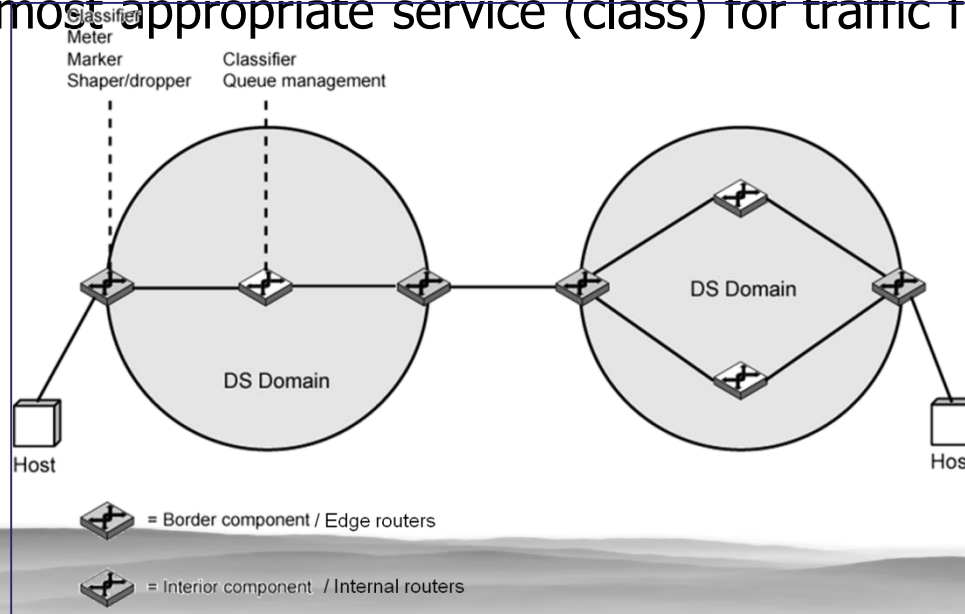 most appropriate service (class) for traffic
Classifier
Meter
Marker
Shaper/dropper
Classifier
Queue management
DS Domain
DS Domain
Host
= Border component / Edge routers
= Interior component / Internal routers